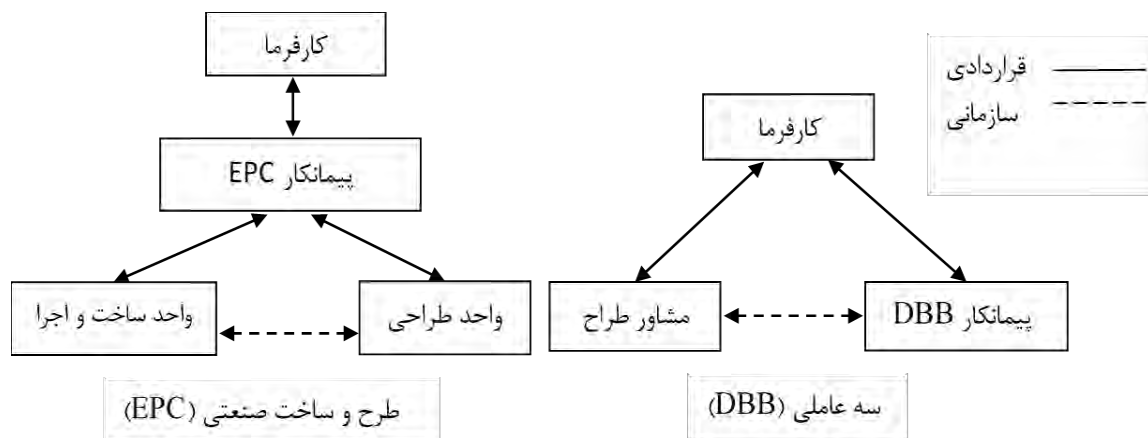 قراردادی
سازمانی
کارفرما
پیمانکار DBB
مشاور طراح
سه عاملی (DBB)
کارفرما
پیمانکار EPC
واحد طراحی
واحد ساخت و اجرا
طرح و ساخت صنعتی (EPC)